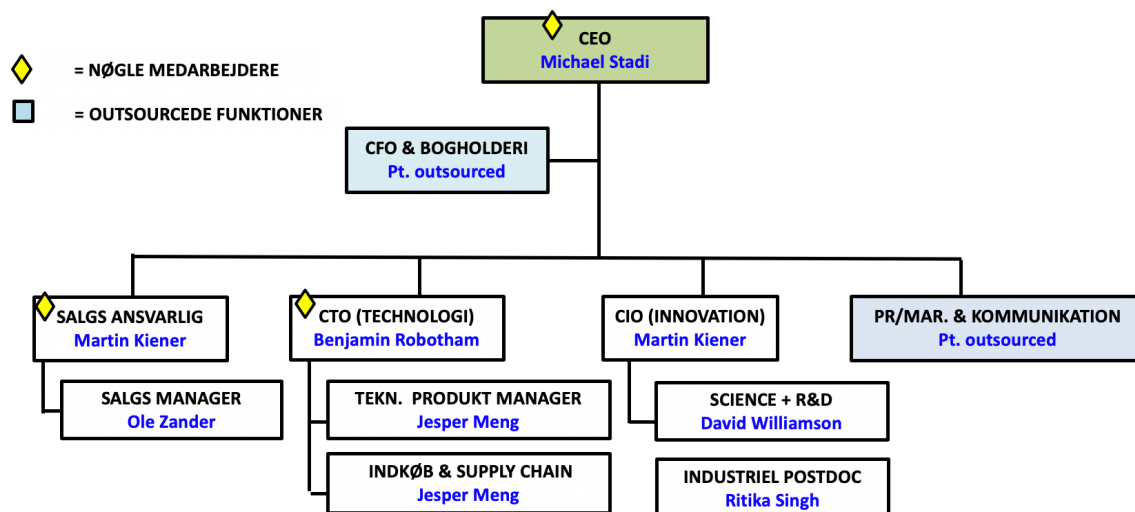 CEO
Michael Stadi
= NØGLE MEDARBEJDERE
= OUTSOURCEDE FUNKTIONER
CFO & BOGHOLDERI
Pt. outsourced
SALGS ANSVARLIG
Martin Kiener
CTO (TECHNOLOGI)
Benjamin Robotham
CIO (INNOVATION)
Martin Kiener
PR/MAR. & KOMMUNIKATION
Pt. outsourced
SALGS MANAGER
Ole Zander
TEKN. PRODUKT MANAGER
Jesper Meng
SCIENCE + R&D
David Williamson
INDKØB & SUPPLY CHAIN
Jesper Meng
INDUSTRIEL POSTDOC
Ritika Singh